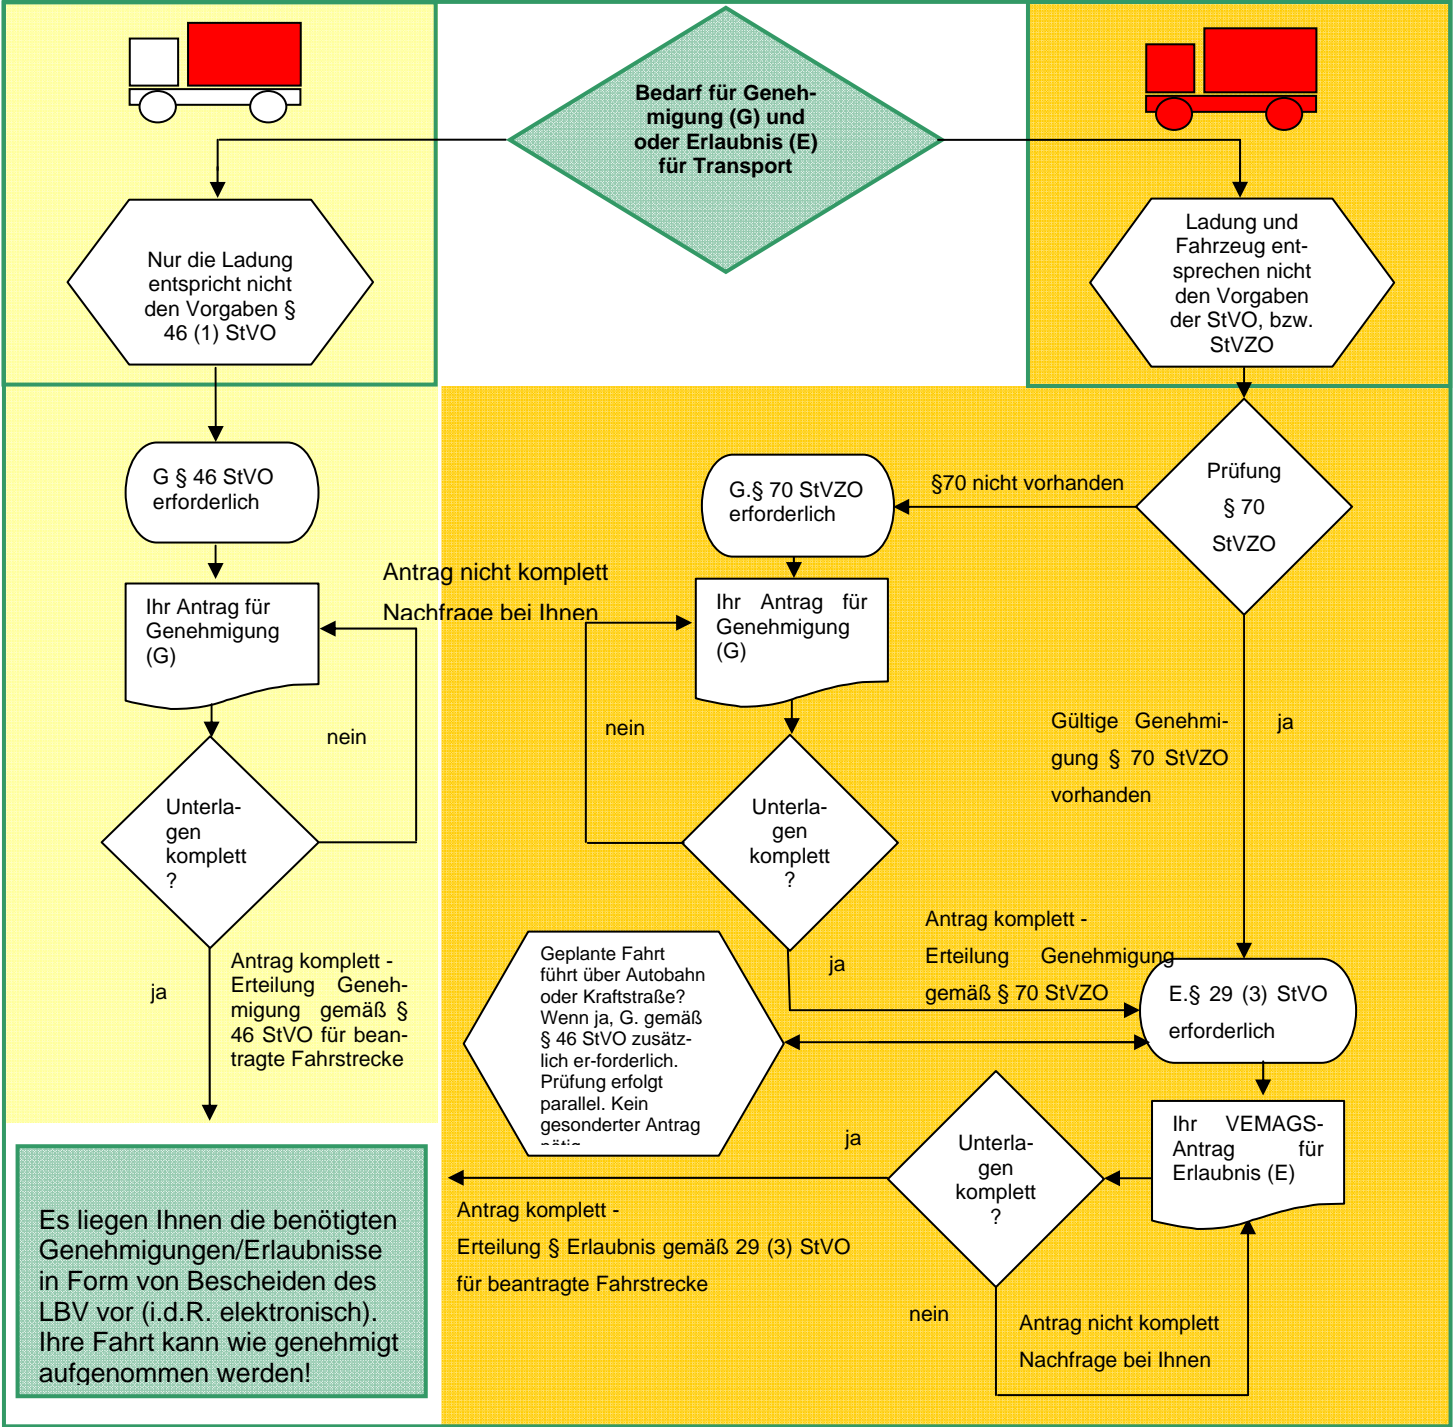 Bedarf für Geneh-
migung (G) und
oder Erlaubnis (E)
für Transport
Nur die Ladung
entspricht nicht
den Vorgaben §
46 (1) StVO
Ladung und
Fahrzeug ent-
sprechen nicht
den Vorgaben
der StVO, bzw.
StVZO
G § 46 StVO
erforderlich
G.§ 70 StVZO
erforderlich
§70 nicht vorhanden
Prüfung
§ 70
StVZO
Antrag nicht komplett
Nachfrage bei Ihnen
Ihr Antrag für
Genehmigung
(G)
Ihr Antrag für
Genehmigung
(G)
nein
nein
Gültige Genehmi-
gung § 70 StVZO
vorhanden
ja
Unterla-
gen
komplett
?
Unterla-
gen
komplett
?
ja
Antrag komplett -
Erteilung Geneh-
migung gemäß §
46 StVO für bean-
tragte Fahrstrecke
Geplante Fahrt
führt über Autobahn
oder Kraftstraße?
Wenn ja, G. gemäß
§ 46 StVO zusätz-
lich er-forderlich.
Prüfung erfolgt
parallel. Kein
gesonderter Antrag
nötig
ja
Antrag komplett -
Erteilung Genehmigung
gemäß § 70 StVZO
E.§ 29 (3) StVO
erforderlich
Ihr VEMAGS-
Antrag für
Erlaubnis (E)
Unterla-
gen
komplett
?
ja
Antrag komplett -
Erteilung § Erlaubnis gemäß 29 (3) StVO
für beantragte Fahrstrecke
nein
Antrag nicht komplett
Nachfrage bei Ihnen
Es liegen Ihnen die benötigten
Genehmigungen/Erlaubnisse
in Form von Bescheiden des
LBV vor (i.d.R. elektronisch).
Ihre Fahrt kann wie genehmigt
aufgenommen werden!